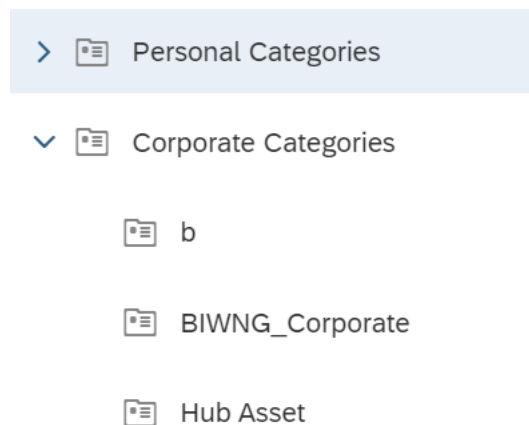 Personal Categories
Corporate Categories
b
BIWNG_Corporate
Hub Asset